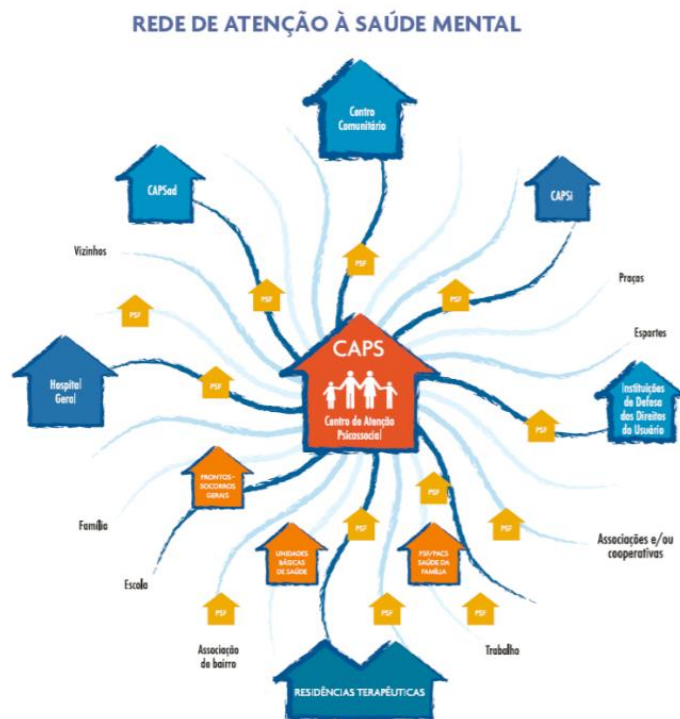 REDE DE ATENÇÃO À SAÚDE MENTAL
Centro
Comunitário
CAPSad
CAPSi
Vizinhos
PSF
PSF
PSF
Praças
PSF
CAPS
Esportes
Hospital
Geral
PSF
Centro de Atenção
Psicossocial
Instituições
de Defesa
dos Direitos
do Usuário
PSF
PRONTOS-
SOCORROS
GERAIS
PSF
Família
PSF
PSF
Associações e/ou
cooperativas
UNIDADES
BÁSICAS
DE SAÚDE
PSF/PACS
SAÚDE DA
FAMÍLIA
Escola
PSF
PSF
PSF
Associação
de bairro
Trabalho
RESIDÊNCIAS TERAPÊUTICAS